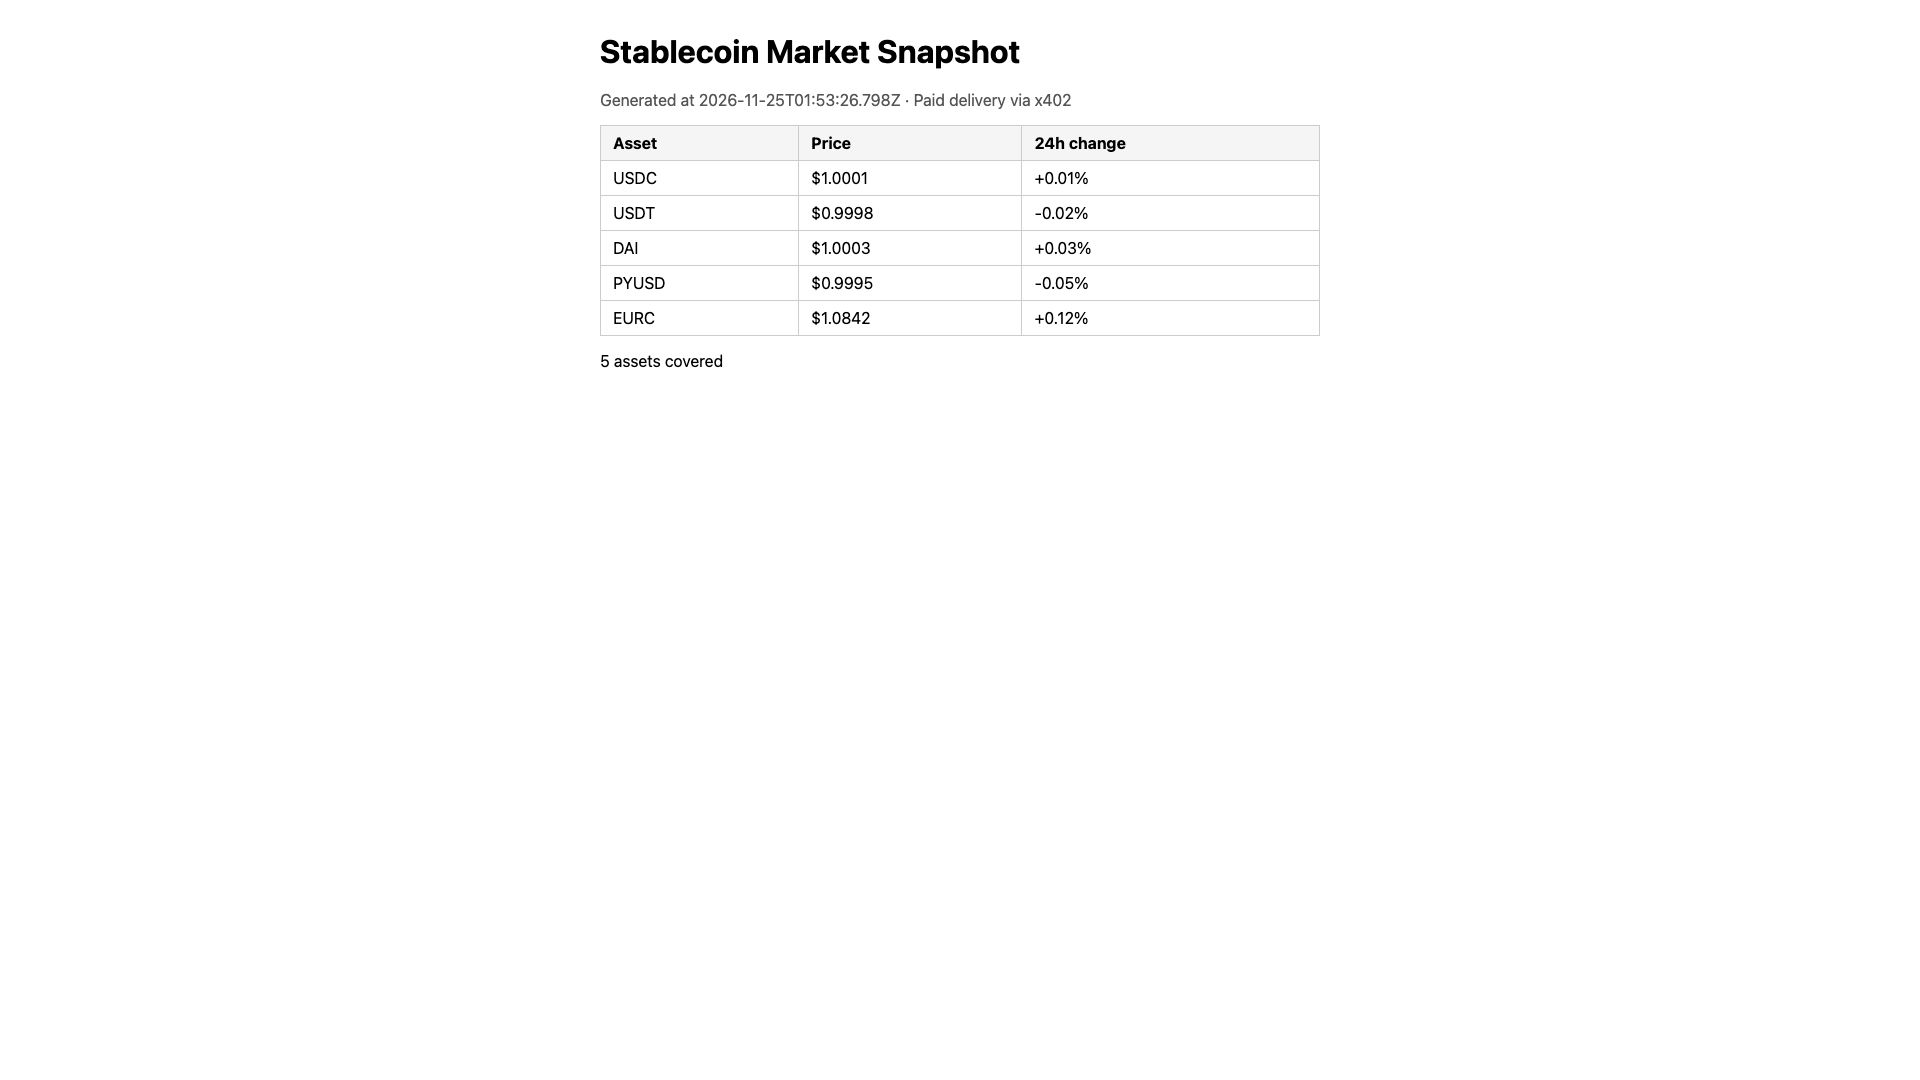 Stablecoin Market Snapshot
Generated at 2026-11-25T01:53:26.798Z · Paid delivery via x402
Asset Price 24h change
USDC $1.0001 +0.01%
USDT $0.9998 -0.02%
DAI $1.0003 +0.03%
PYUSD $0.9995 -0.05%
EURC $1.0842 +0.12%
5 assets covered